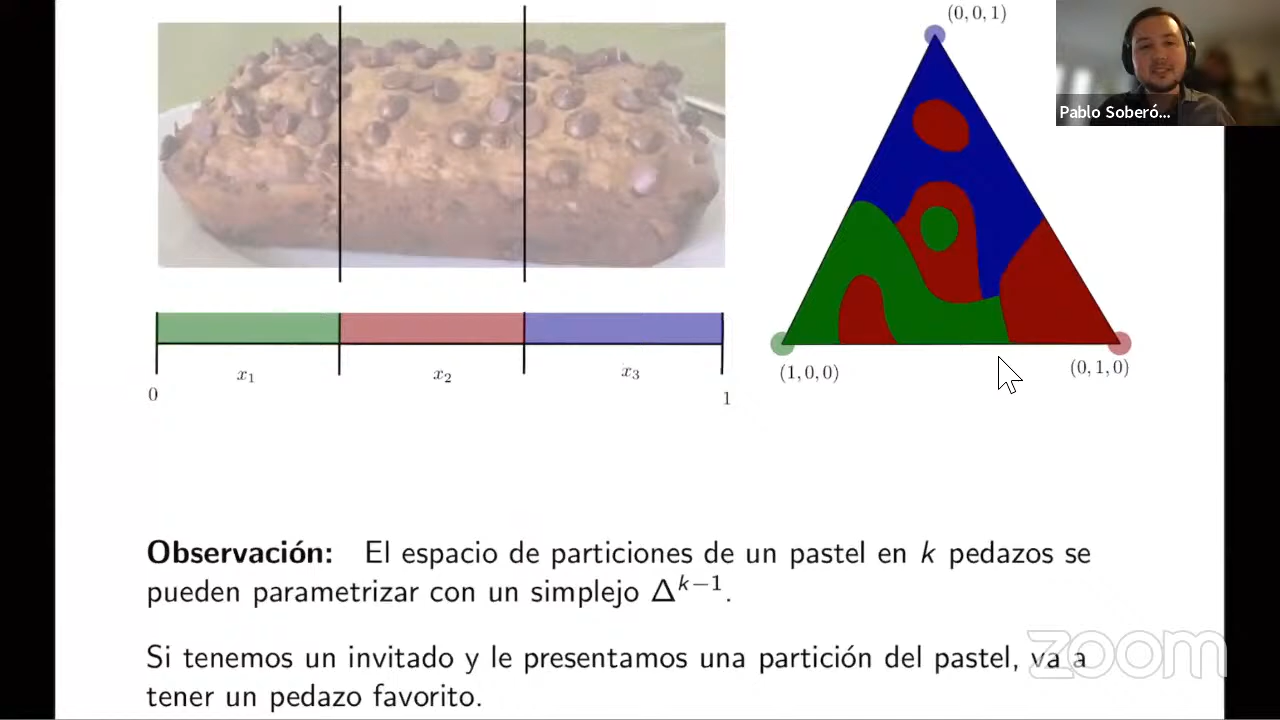 (0, 0, 1)
Pablo Soberó...
x₁
x₂
x₃
0
1
(1, 0, 0)
(0, 1, 0)
Observación: El espacio de particiones de un pastel en k pedazos se
pueden parametrizar con un simplejo Δᵏ⁻¹.
Si tenemos un invitado y le presentamos una partición del pastel, va a
tener un pedazo favorito.
zoom